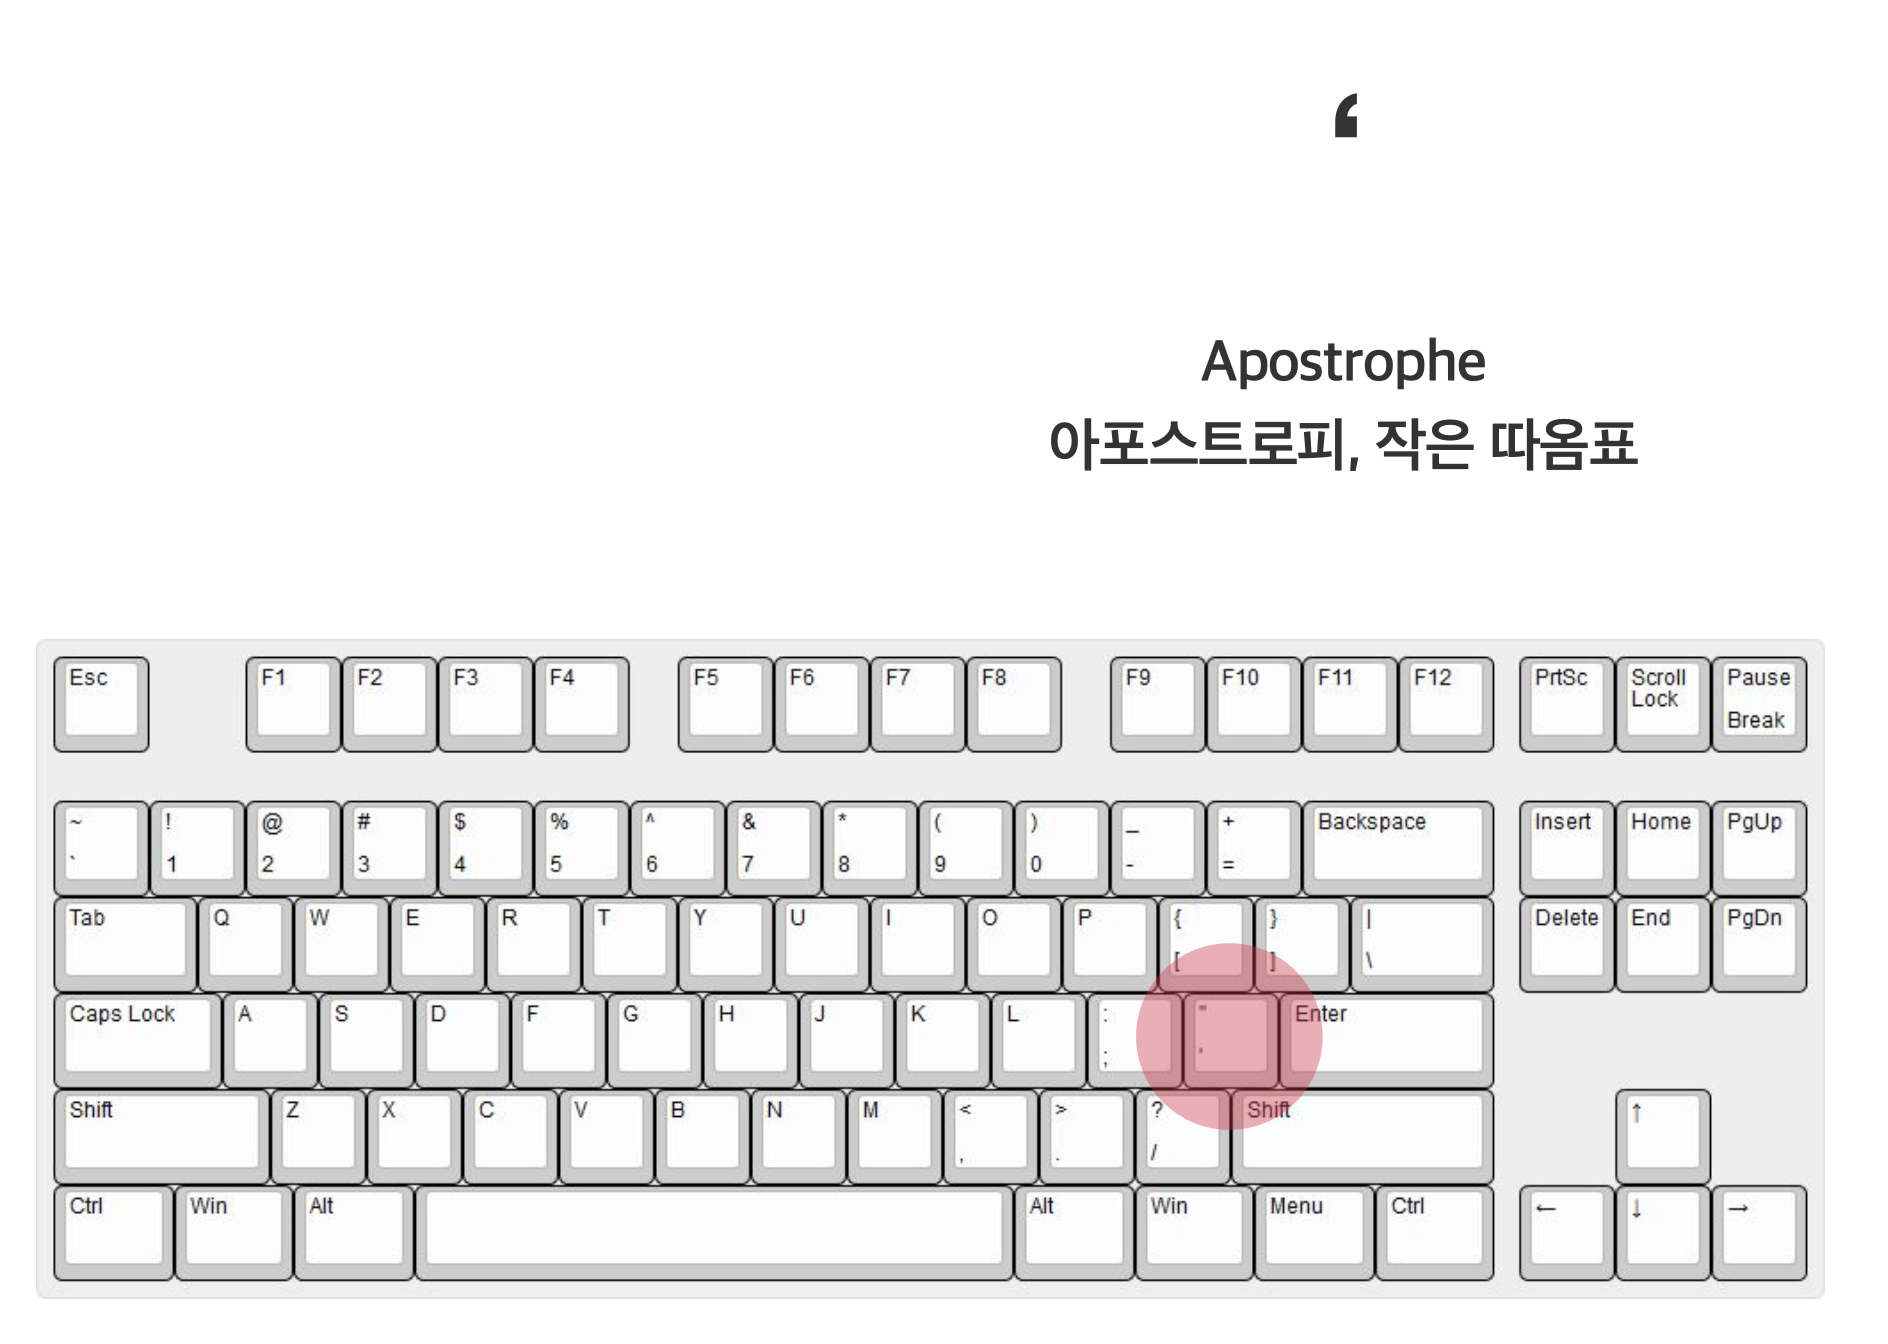 ‘
Apostrophe
아포스트로피, 작은 따옴표
Esc F1 F2 F3 F4 F5 F6 F7 F8 F9 F10 F11 F12 PrtSc Scroll Lock Pause Break
~ ! @ # $ % ^ & * ( ) _ + Backspace Insert Home PgUp
` 1 2 3 4 5 6 7 8 9 0 - =
Tab Q W E R T Y U I O P { } | Delete End PgDn
[ ] \
Caps Lock A S D F G H J K L : " Enter
; '
Shift Z X C V B N M < > ? Shift ↑
, . /
Ctrl Win Alt Alt Win Menu Ctrl ← ↓ →